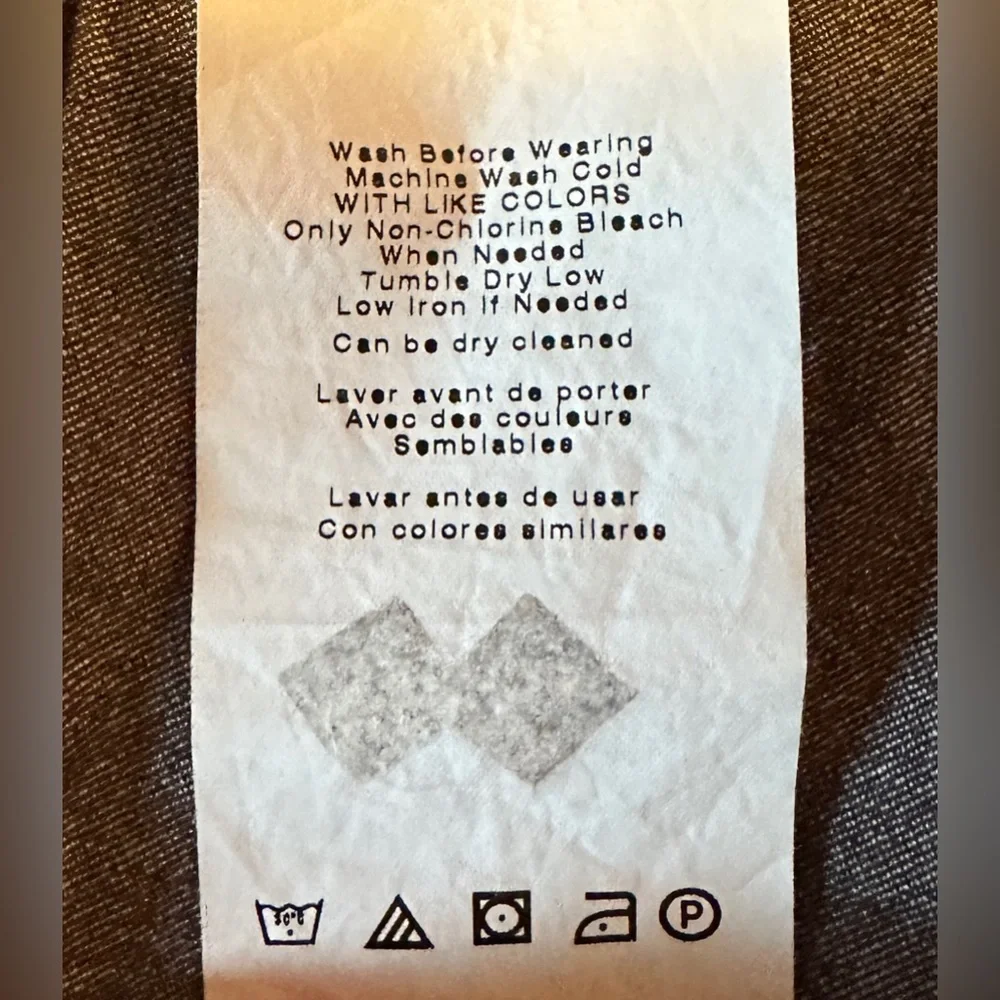 Wash Before Wearing
Machine Wash Cold
WITH LIKE COLORS
Only Non-Chlorine Bleach
When Needed
Tumble Dry Low
Low Iron If Needed
Can be dry cleaned
Laver avant de porter
Avec des couleurs
Semblables
Lavar antes de usar
Con colores similares
P